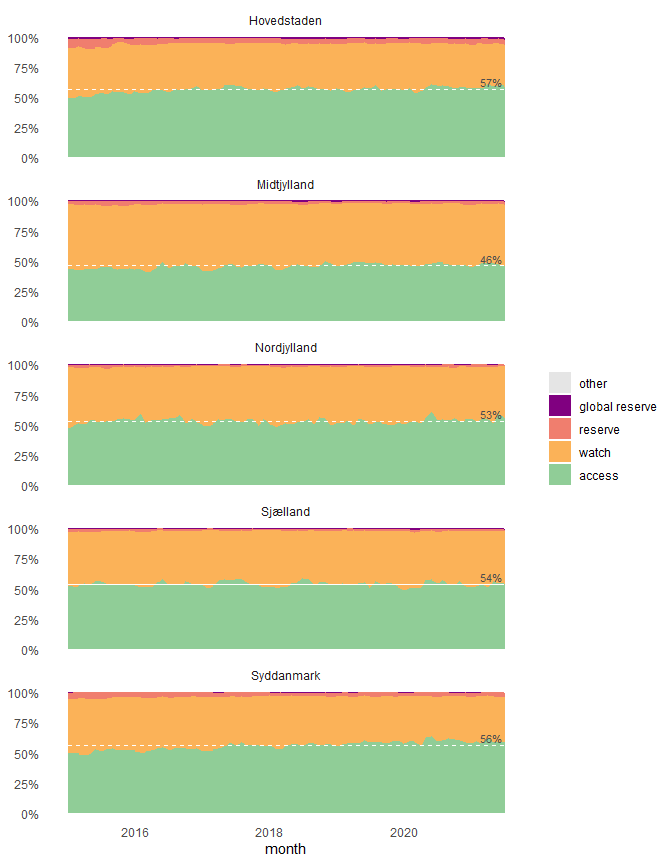 Hovedstaden
100%
75%
57%
50%
25%
0%
Midtjylland
100%
75%
50%
46%
25%
0%
Nordjylland
100%
75%
53%
50%
25%
0%
Sjælland
100%
75%
54%
50%
25%
0%
Syddanmark
100%
75%
56%
50%
25%
0%
2016 2018 2020
month
other
global reserve
reserve
watch
access